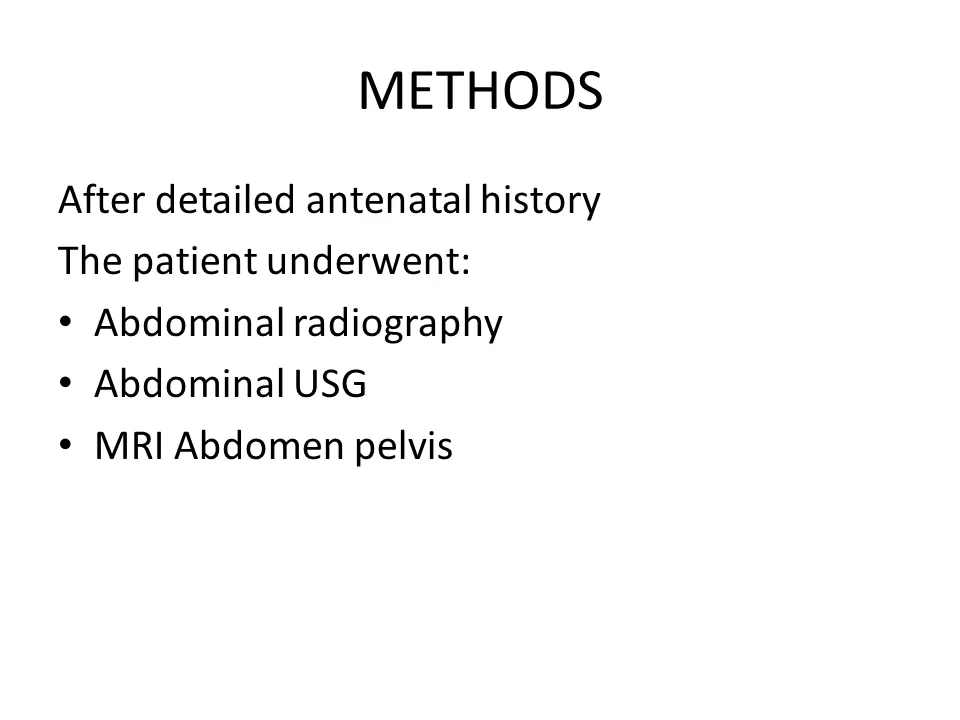 METHODS
After detailed antenatal history
The patient underwent:
• Abdominal radiography
• Abdominal USG
• MRI Abdomen pelvis